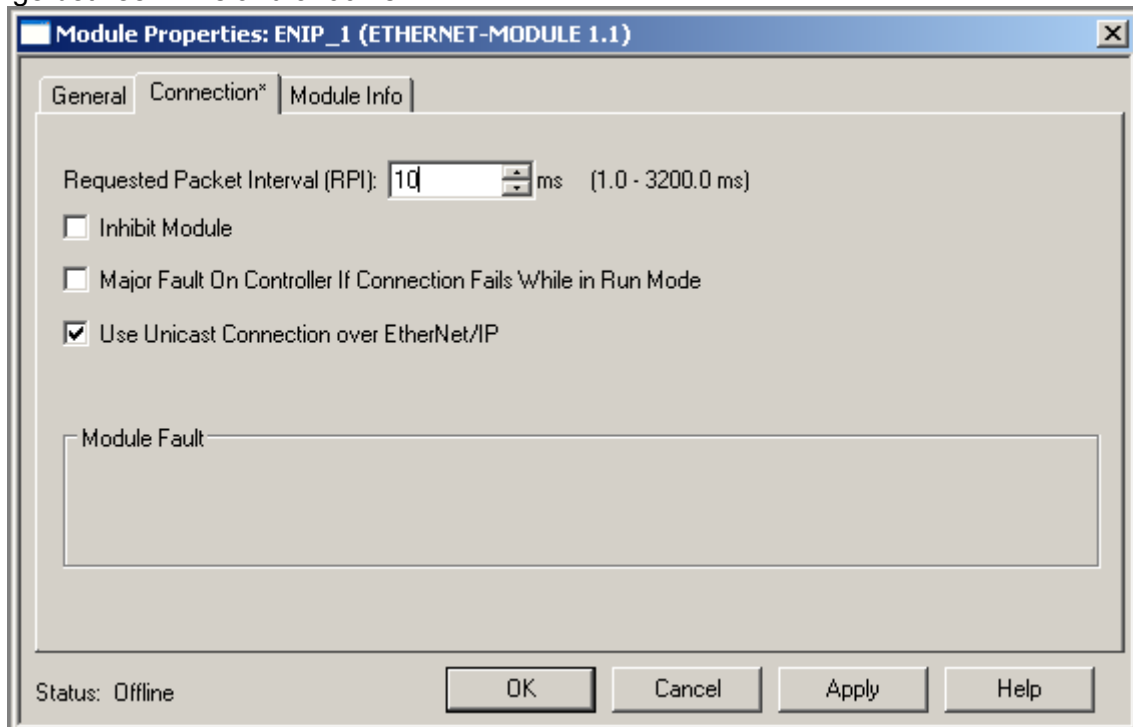 Module Properties: ENIP_1 (ETHERNET-MODULE 1.1)
General Connection* Module Info
Requested Packet Interval (RPI): 10 ms (1.0 - 3200.0 ms)
Inhibit Module
Major Fault On Controller If Connection Fails While in Run Mode
Use Unicast Connection over EtherNet/IP
Module Fault
Status: Offline OK Cancel Apply Help